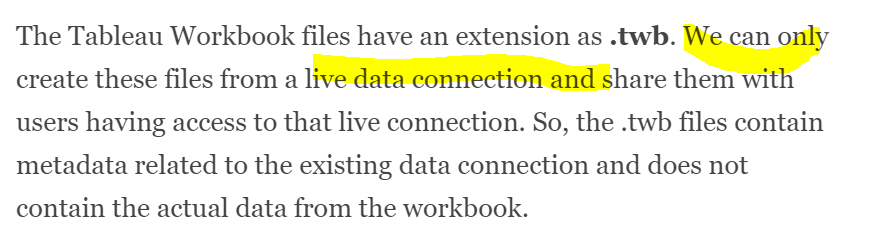 The Tableau Workbook files have an extension as .twb. We can only
create these files from a live data connection and share them with
users having access to that live connection. So, the .twb files contain
metadata related to the existing data connection and does not
contain the actual data from the workbook.